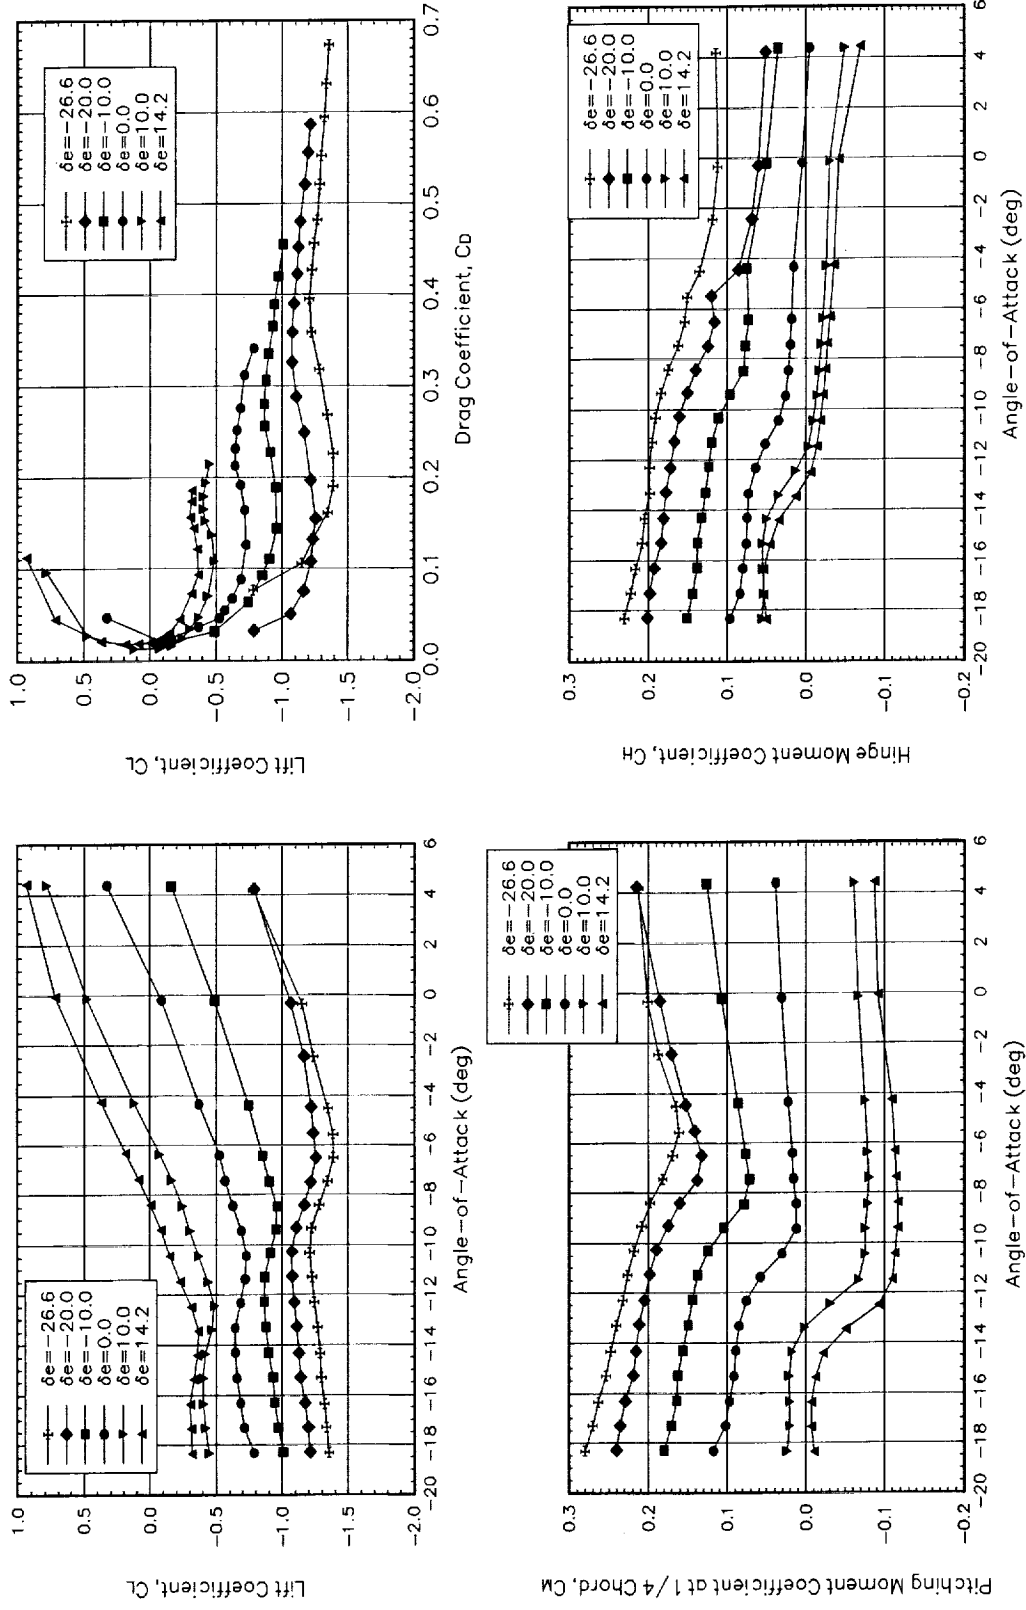 1.0
0.5
0.0
−0.5
−1.0
−1.5
−2.0
Lift Coefficient, CL
−20 −18 −16 −14 −12 −10 −8 −6 −4 −2 0 2 4 6
Angle−of−Attack (deg)
δe=−26.6
δe=−20.0
δe=−10.0
δe=0.0
δe=10.0
δe=14.2
1.0
0.5
0.0
−0.5
−1.0
−1.5
−2.0
Lift Coefficient, CL
0.0 0.1 0.2 0.3 0.4 0.5 0.6 0.7
Drag Coefficient, CD
δe=−26.6
δe=−20.0
δe=−10.0
δe=0.0
δe=10.0
δe=14.2
0.3
0.2
0.1
0.0
−0.1
−0.2
Pitching Moment Coefficient at 1/4 Chord, CM
−20 −18 −16 −14 −12 −10 −8 −6 −4 −2 0 2 4 6
Angle−of−Attack (deg)
δe=−26.6
δe=−20.0
δe=−10.0
δe=0.0
δe=10.0
δe=14.2
0.3
0.2
0.1
0.0
−0.1
−0.2
Hinge Moment Coefficient, CH
−20 −18 −16 −14 −12 −10 −8 −6 −4 −2 0 2 4 6
Angle−of−Attack (deg)
δe=−26.6
δe=−20.0
δe=−10.0
δe=0.0
δe=10.0
δe=14.2